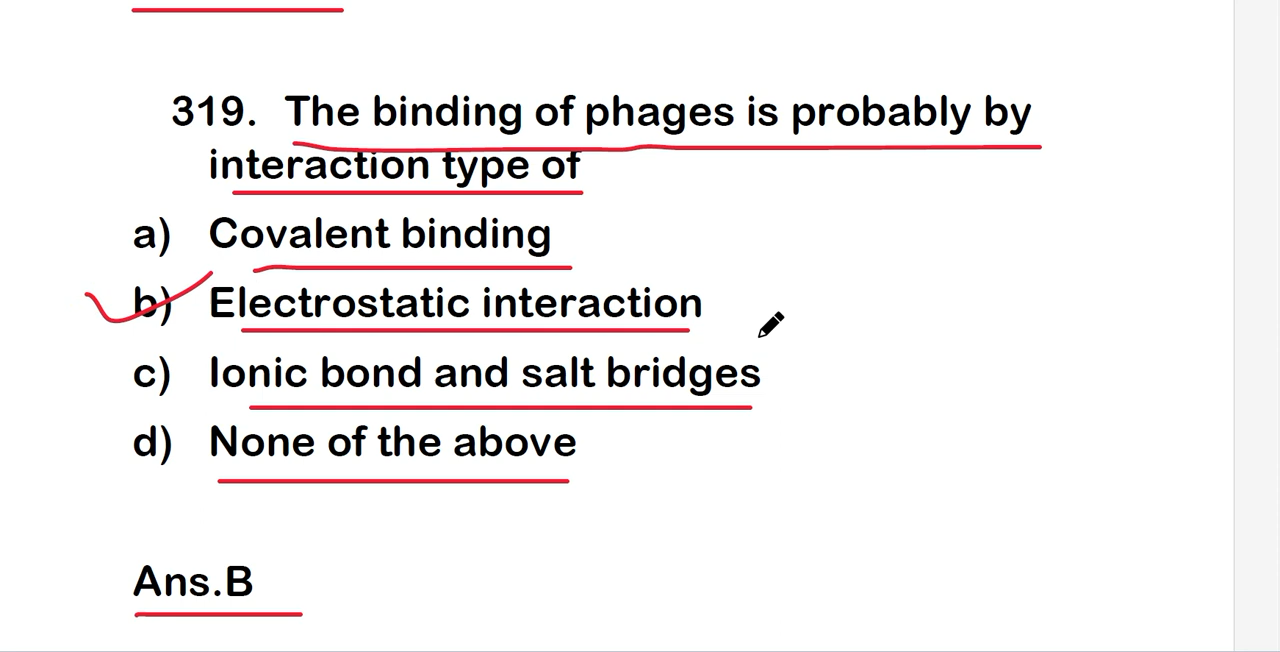 319. The binding of phages is probably by
interaction type of
a) Covalent binding
b) Electrostatic interaction
c) Ionic bond and salt bridges
d) None of the above
Ans.B